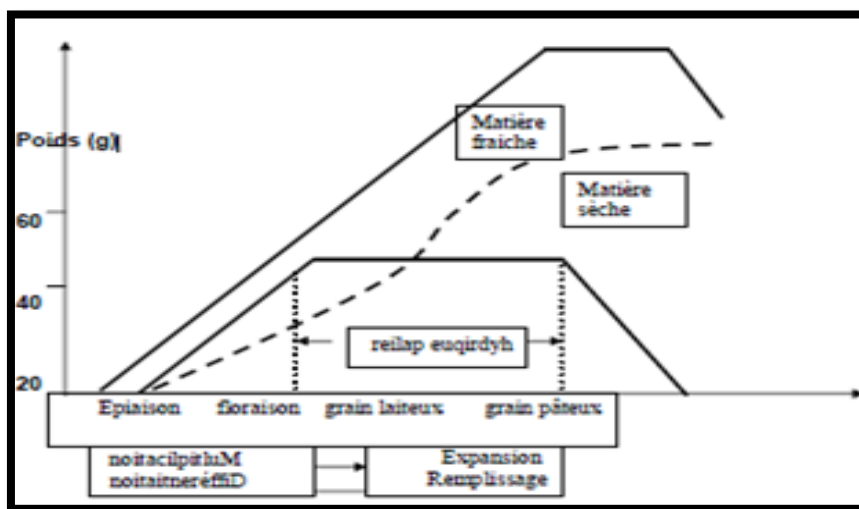 Poids (g)
Matière
fraiche
Matière
sèche
60
40
20
reilap euqirdyh
Epiaison floraison grain laiteux grain pâteux
noitacilpitluM
noitaitneréffiD
Expansion
Remplissage